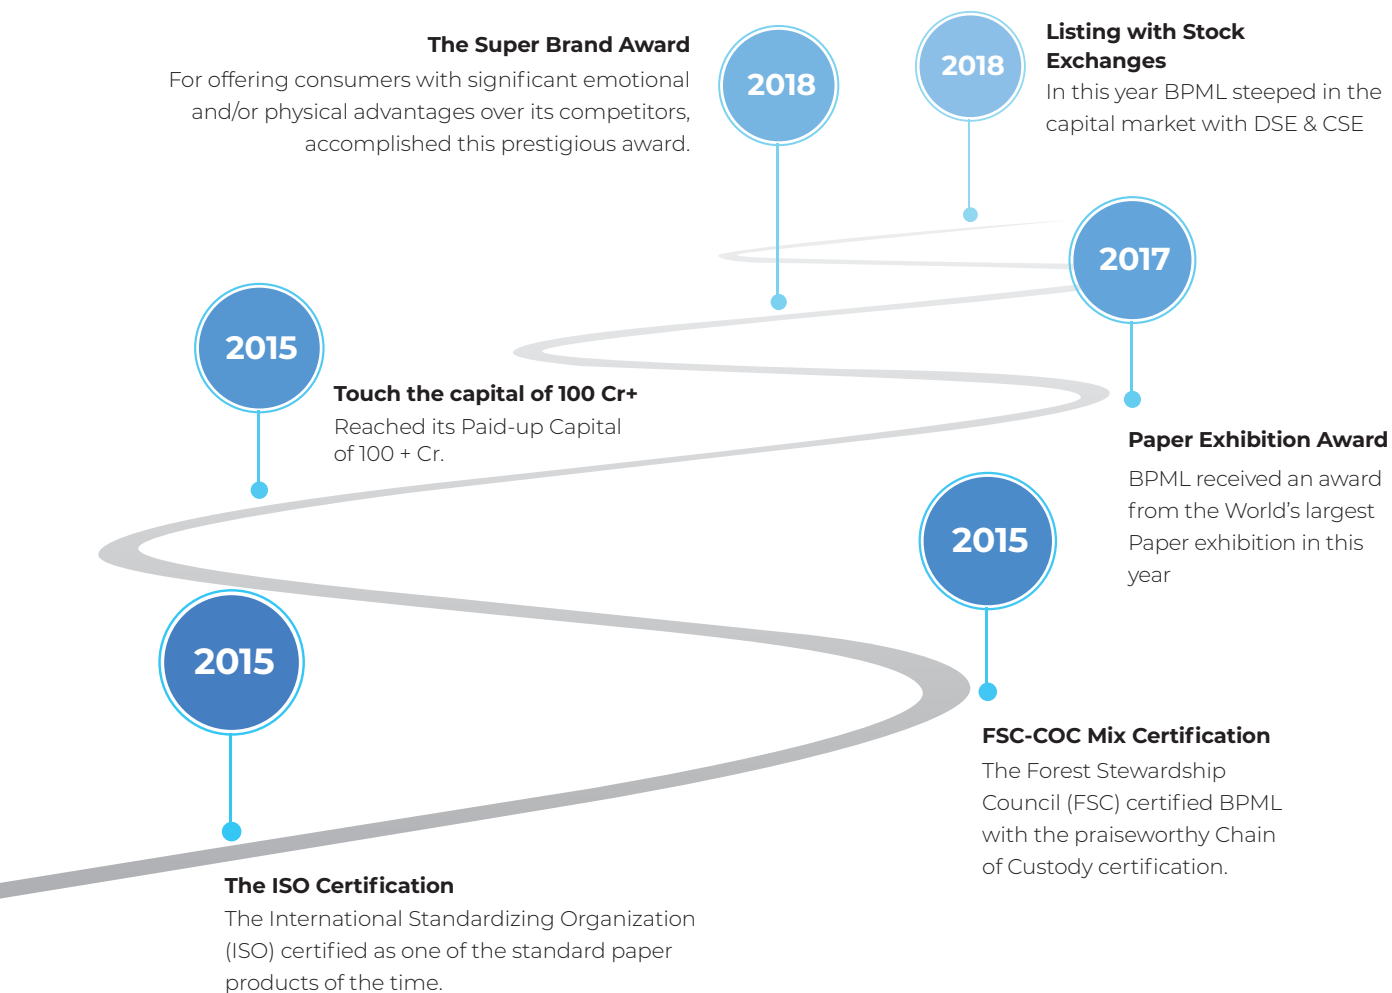 The Super Brand Award
For offering consumers with significant emotional
and/or physical advantages over its competitors,
accomplished this prestigious award.
2018
2018
Listing with Stock
Exchanges
In this year BPML steeped in the
capital market with DSE & CSE
2017
Paper Exhibition Award
BPML received an award
from the World’s largest
Paper exhibition in this
year
2015
Touch the capital of 100 Cr+
Reached its Paid-up Capital
of 100 + Cr.
2015
FSC-COC Mix Certification
The Forest Stewardship
Council (FSC) certified BPML
with the praiseworthy Chain
of Custody certification.
2015
The ISO Certification
The International Standardizing Organization
(ISO) certified as one of the standard paper
products of the time.